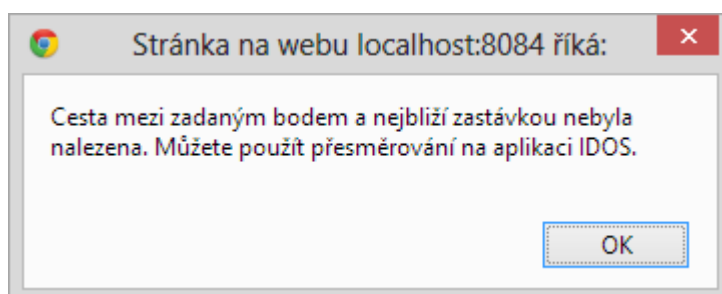 Stránka na webu localhost:8084 říká:
Cesta mezi zadaným bodem a nejbliží zastávkou nebyla
nalezena. Můžete použít přesměrování na aplikaci IDOS.
OK